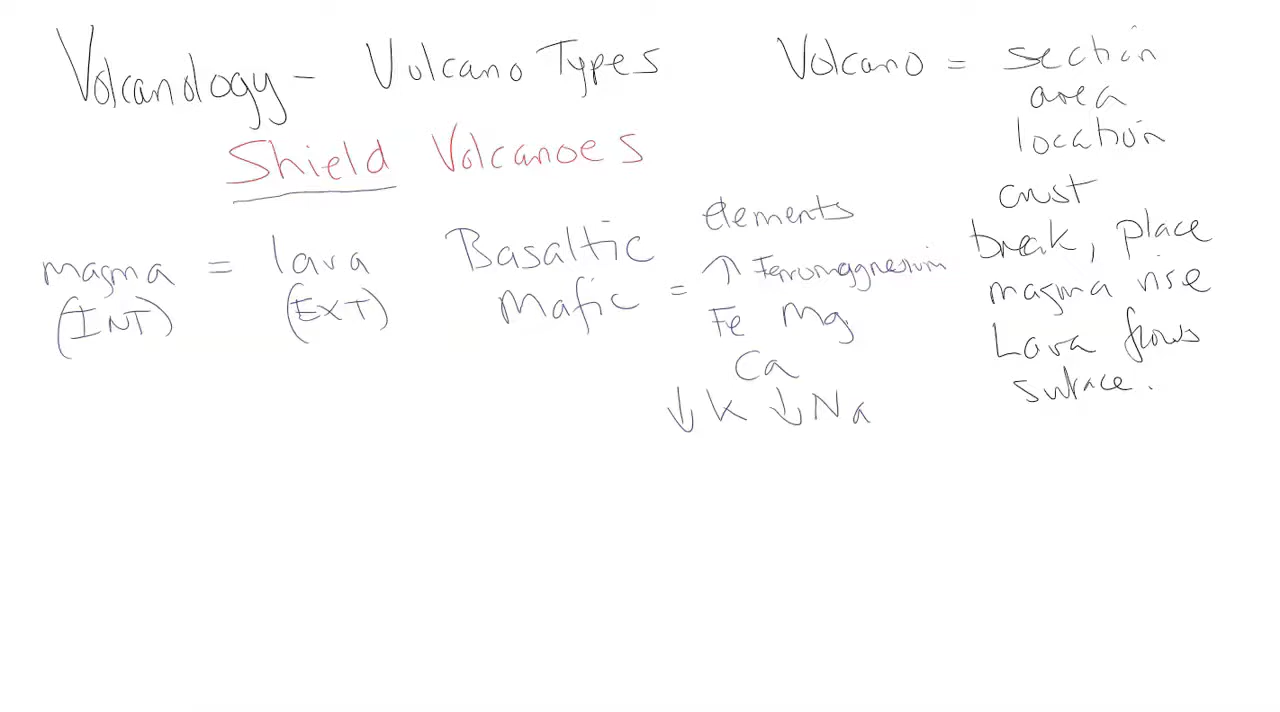 Volcanology - Volcano Types
Shield Volcanoes
magma = lava
(INT) (EXT)
Basaltic
Mafic =
elements
↑ Ferromagnesium
Fe Mg
Ca
↓ K ↓ Na
Volcano = section
area
location
crust
break, place
magma rise
Lava flows
surface.